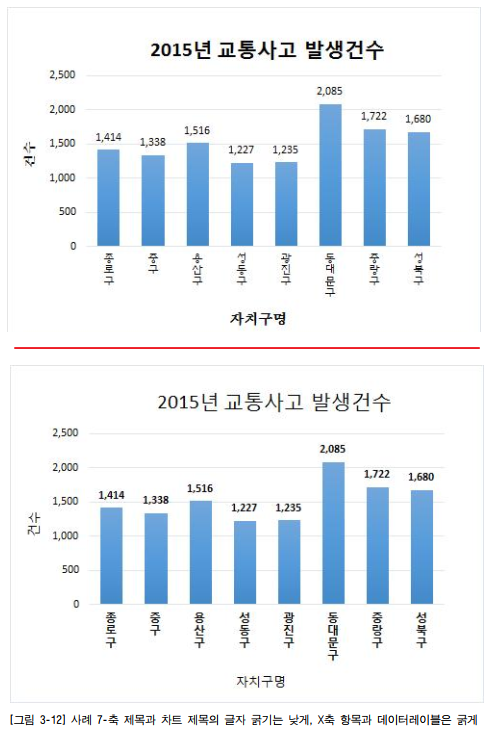 2015년 교통사고 발생건수
2,500
2,000
1,500
1,000
500
0
건수
1,414
1,338
1,516
1,227
1,235
2,085
1,722
1,680
종로구
중구
용산구
성동구
광진구
동대문구
중랑구
성북구
자치구명
2015년 교통사고 발생건수
2,500
2,000
1,500
1,000
500
0
건수
1,414
1,338
1,516
1,227
1,235
2,085
1,722
1,680
종로구
중구
용산구
성동구
광진구
동대문구
중랑구
성북구
자치구명
[그림 3-12] 사례 7-축 제목과 차트 제목의 글자 굵기는 낮게, X축 항목과 데이터레이블은 굵게